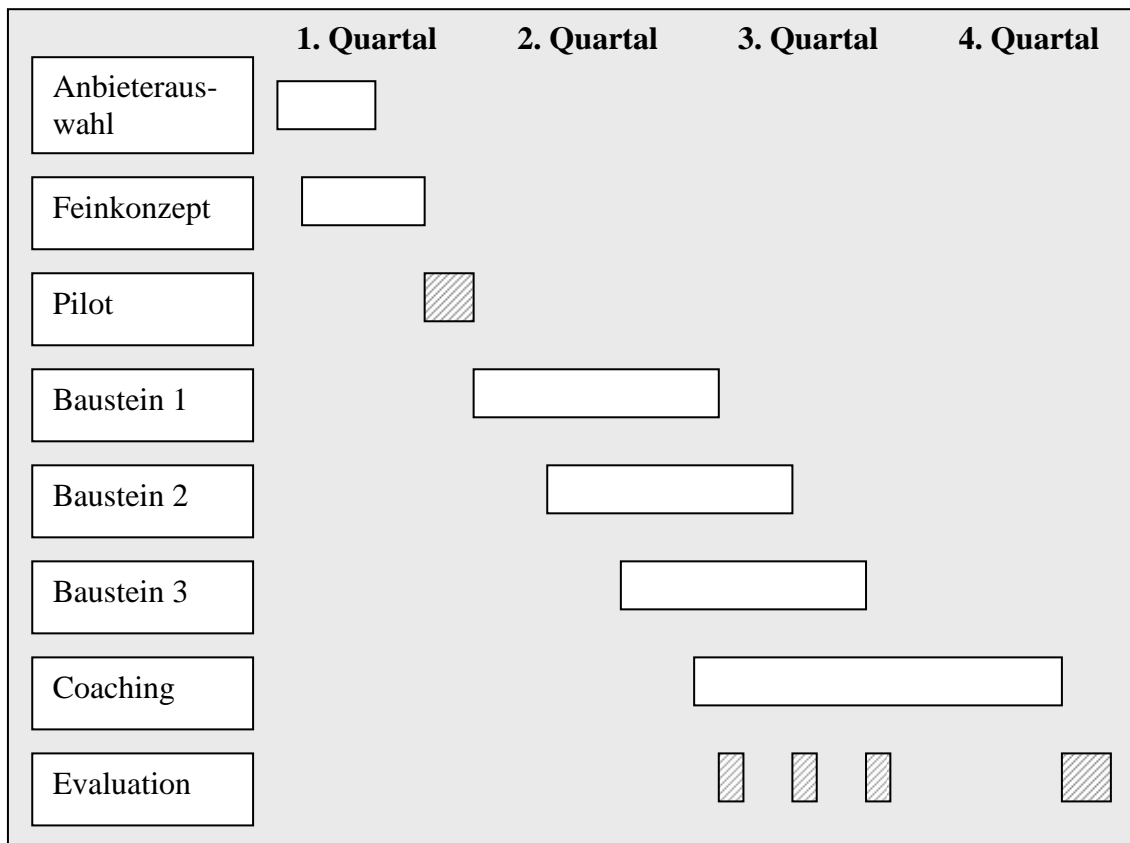 1. Quartal 2. Quartal 3. Quartal 4. Quartal
Anbieteraus-
wahl
Feinkonzept
Pilot
Baustein 1
Baustein 2
Baustein 3
Coaching
Evaluation